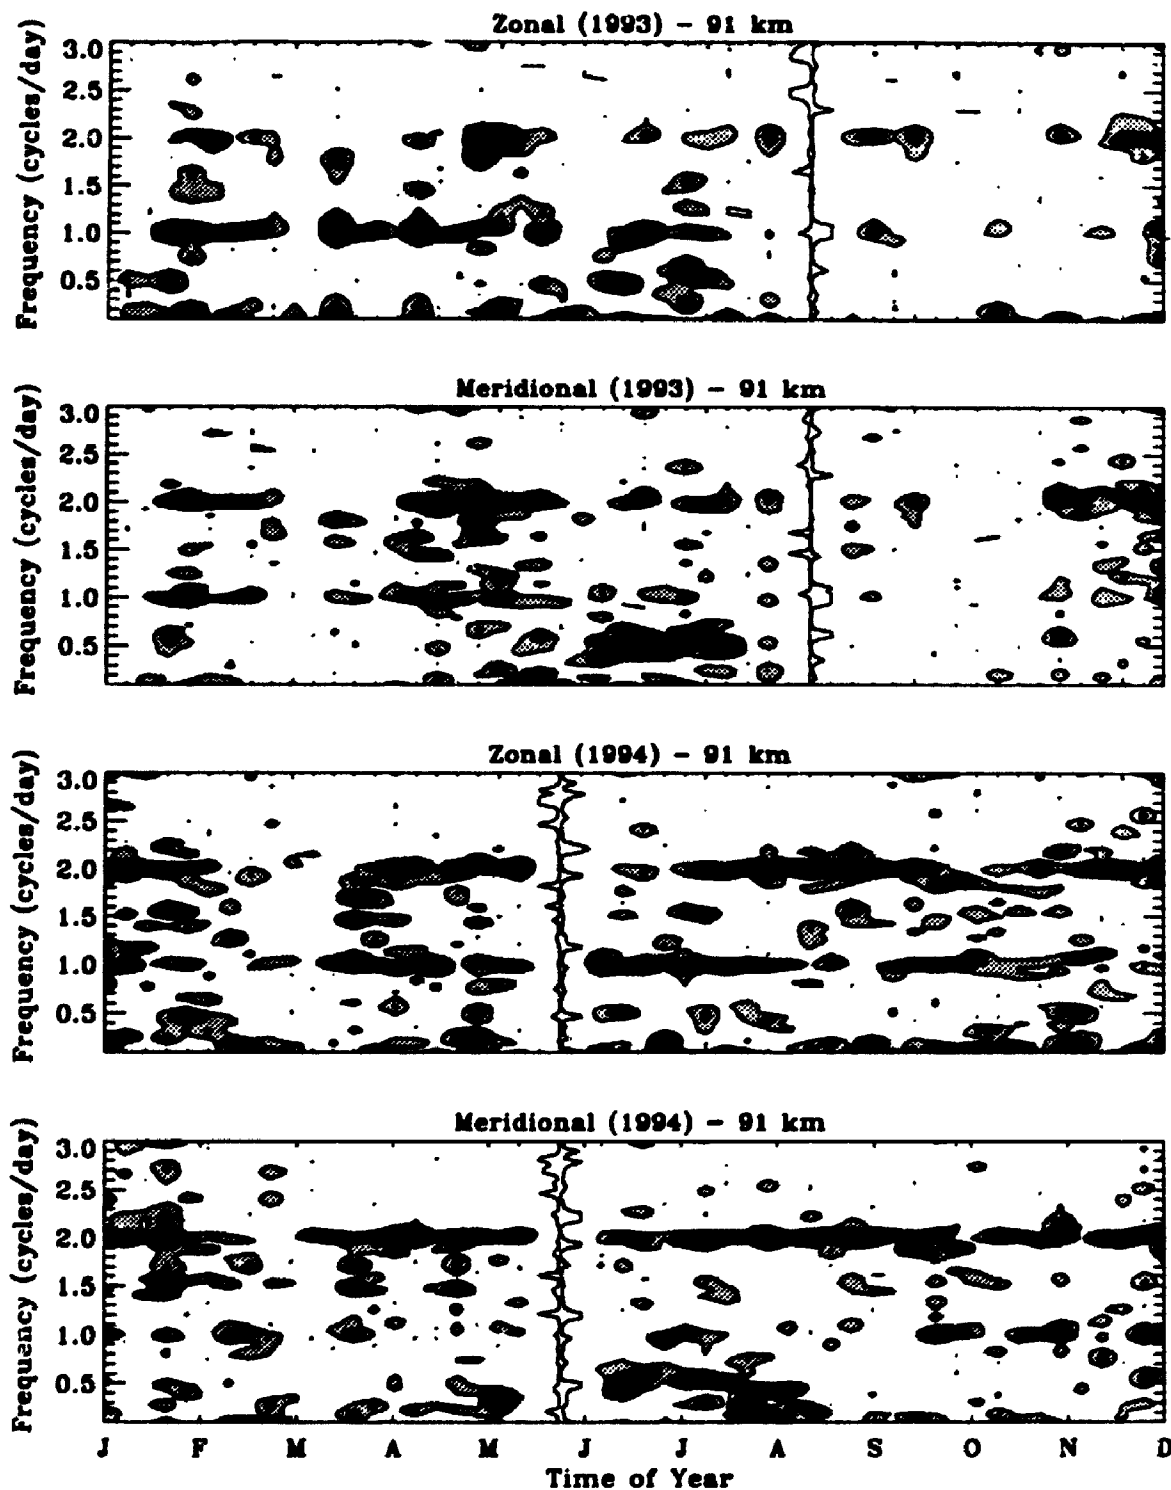 Zonal (1993) - 91 km
Frequency (cycles/day)
3.0
2.5
2.0
1.5
1.0
0.5
Meridional (1993) - 91 km
Frequency (cycles/day)
3.0
2.5
2.0
1.5
1.0
0.5
Zonal (1994) - 91 km
Frequency (cycles/day)
3.0
2.5
2.0
1.5
1.0
0.5
Meridional (1994) - 91 km
Frequency (cycles/day)
3.0
2.5
2.0
1.5
1.0
0.5
J F M A M J J A S O N D
Time of Year